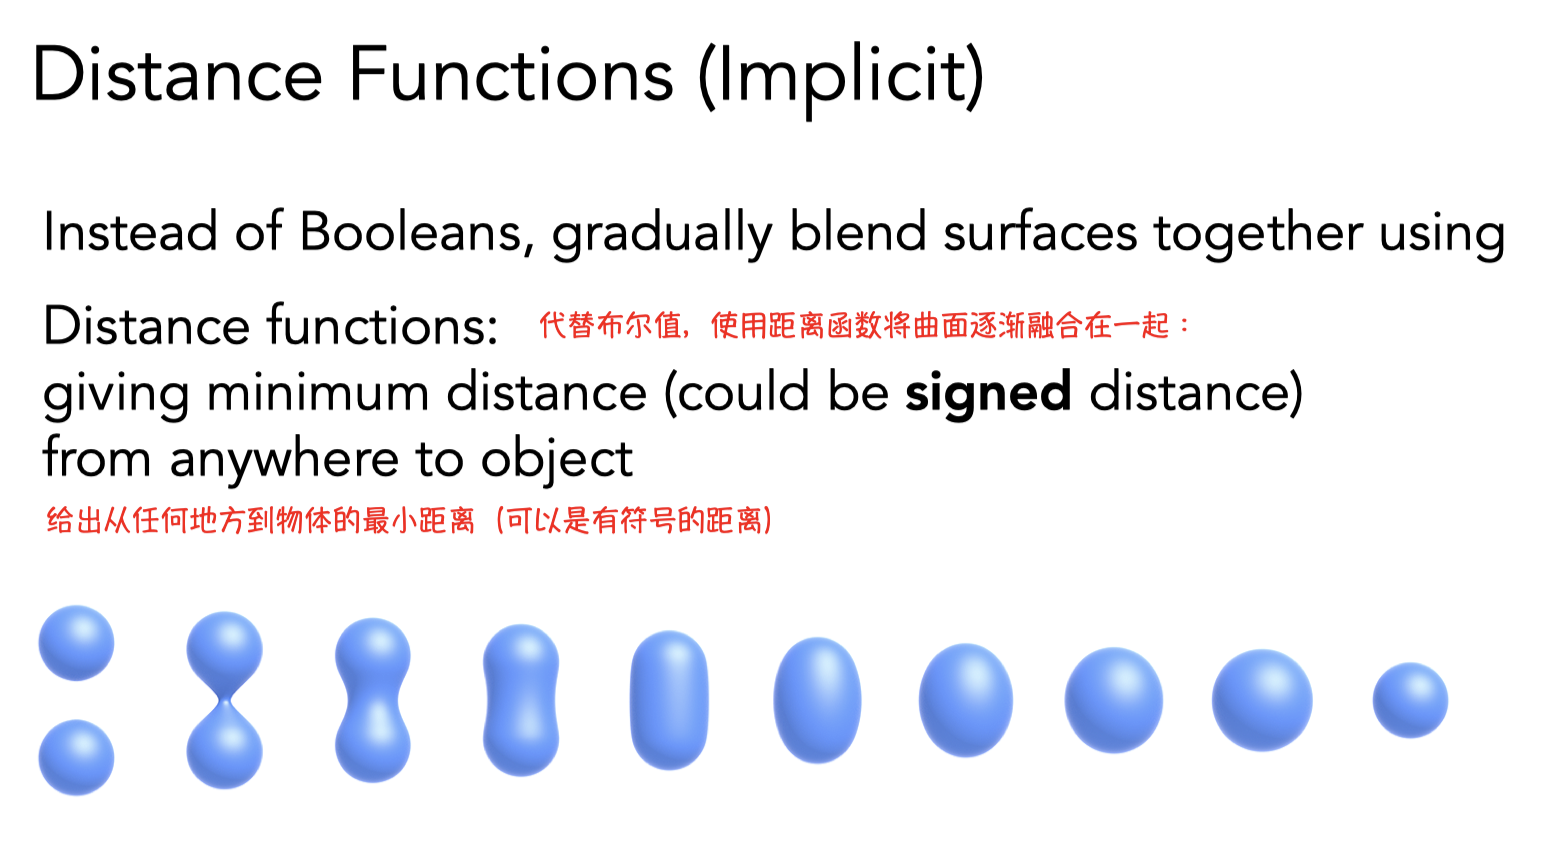 Distance Functions (Implicit)
Instead of Booleans, gradually blend surfaces together using
Distance functions: 代替布尔值，使用距离函数将曲面逐渐融合在一起：
giving minimum distance (could be signed distance)
from anywhere to object
给出从任何地方到物体的最小距离（可以是有符号的距离）